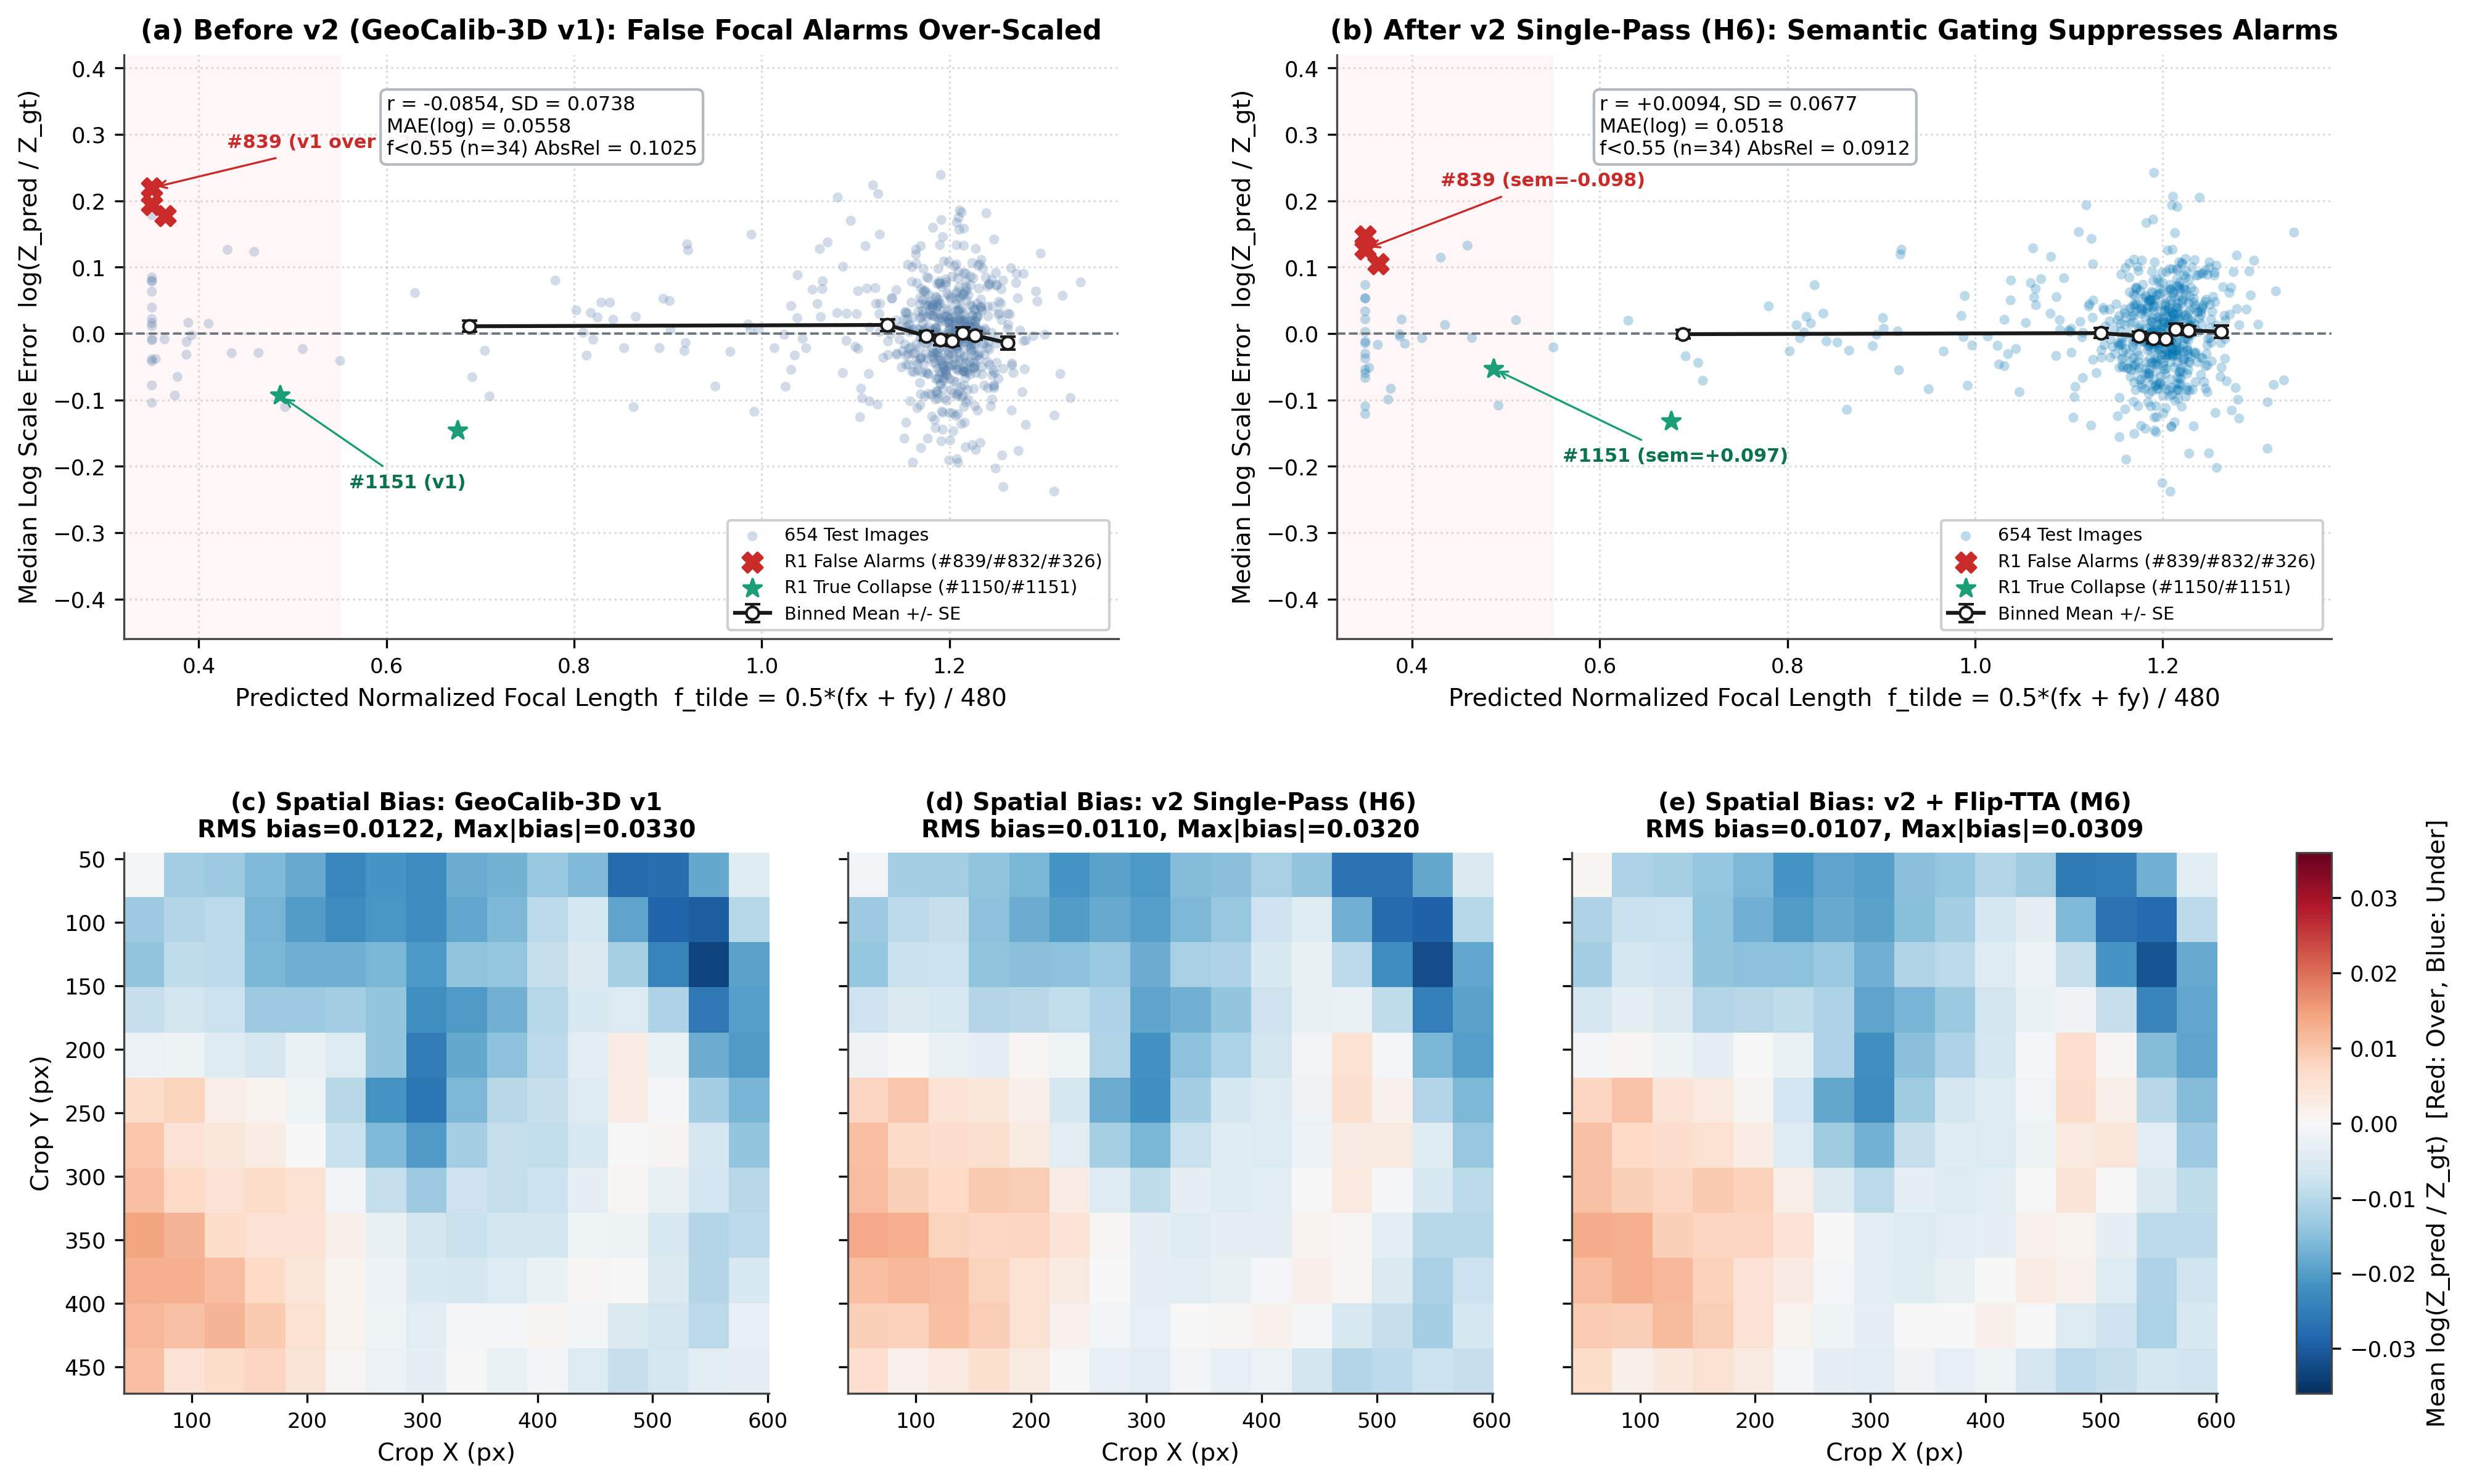 (a) Before v2 (GeoCalib-3D v1): False Focal Alarms Over-Scaled
Median Log Scale Error  log(Z_pred / Z_gt)
0.4
0.3
0.2
0.1
0.0
−0.1
−0.2
−0.3
−0.4
r = -0.0854, SD = 0.0738
MAE(log) = 0.0558
f<0.55 (n=34) AbsRel = 0.1025
#839 (v1 over
#1151 (v1)
654 Test Images
R1 False Alarms (#839/#832/#326)
R1 True Collapse (#1150/#1151)
Binned Mean +/- SE
0.4 0.6 0.8 1.0 1.2
Predicted Normalized Focal Length  f_tilde = 0.5*(fx + fy) / 480
(b) After v2 Single-Pass (H6): Semantic Gating Suppresses Alarms
Median Log Scale Error  log(Z_pred / Z_gt)
0.4
0.3
0.2
0.1
0.0
−0.1
−0.2
−0.3
−0.4
r = +0.0094, SD = 0.0677
MAE(log) = 0.0518
f<0.55 (n=34) AbsRel = 0.0912
#839 (sem=-0.098)
#1151 (sem=+0.097)
654 Test Images
R1 False Alarms (#839/#832/#326)
R1 True Collapse (#1150/#1151)
Binned Mean +/- SE
0.4 0.6 0.8 1.0 1.2
Predicted Normalized Focal Length  f_tilde = 0.5*(fx + fy) / 480
(c) Spatial Bias: GeoCalib-3D v1
RMS bias=0.0122, Max|bias|=0.0330
Crop Y (px)
50
100
150
200
250
300
350
400
450
100 200 300 400 500 600
Crop X (px)
(d) Spatial Bias: v2 Single-Pass (H6)
RMS bias=0.0110, Max|bias|=0.0320
100 200 300 400 500 600
Crop X (px)
(e) Spatial Bias: v2 + Flip-TTA (M6)
RMS bias=0.0107, Max|bias|=0.0309
100 200 300 400 500 600
Crop X (px)
0.03
0.02
0.01
0.00
−0.01
−0.02
−0.03
Mean log(Z_pred / Z_gt)  [Red: Over, Blue: Under]